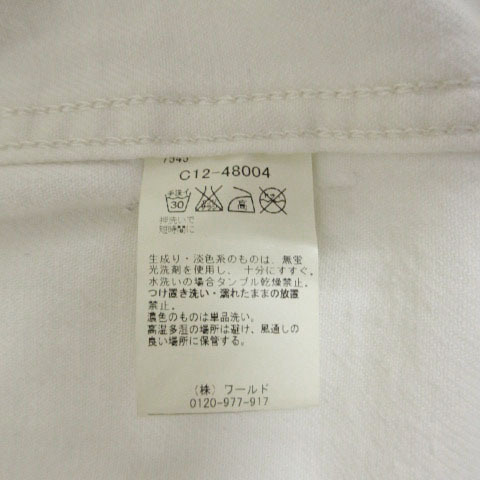 7343
C12-48004
手洗イ
30
高
押洗いで
短時間に
生成り・淡色系のものは、無蛍
光洗剤を使用し、十分にすすぐ。
水洗いの場合タンブル乾燥禁止。
つけ置き洗い・濡れたままの放置
禁止。
濃色のものは単品洗い。
高温多湿の場所は避け、風通しの
良い場所に保管する。
(株) ワールド
0120-977-917